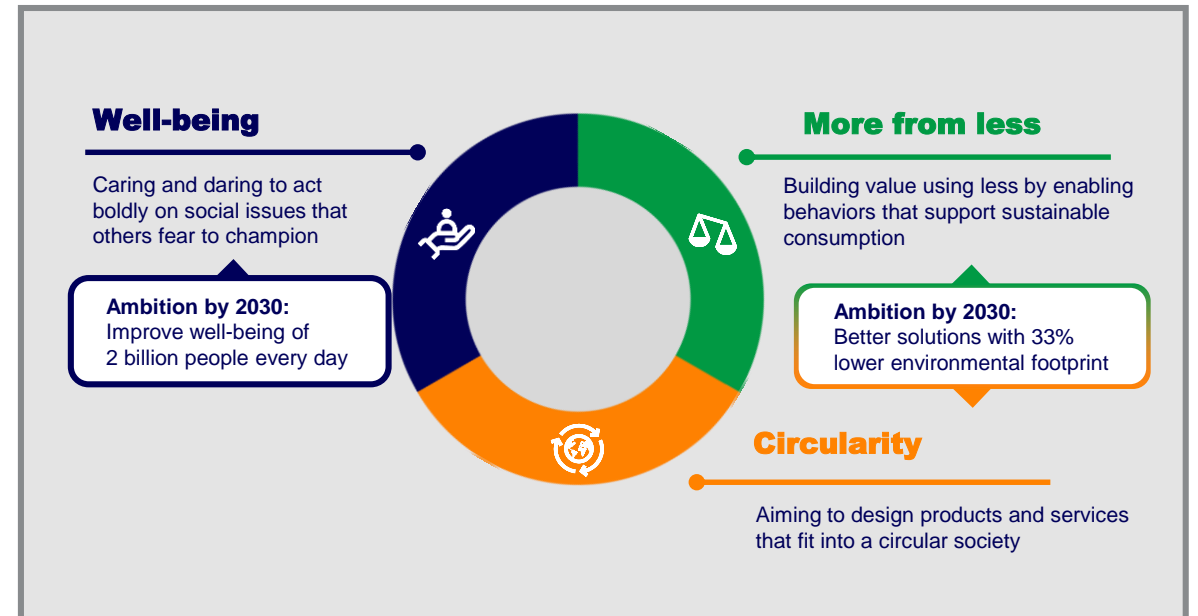 Well-being
Caring and daring to act
boldly on social issues that
others fear to champion
Ambition by 2030:
Improve well-being of
2 billion people every day
More from less
Building value using less by enabling
behaviors that support sustainable
consumption
Ambition by 2030:
Better solutions with 33%
lower environmental footprint
Circularity
Aiming to design products and services
that fit into a circular society